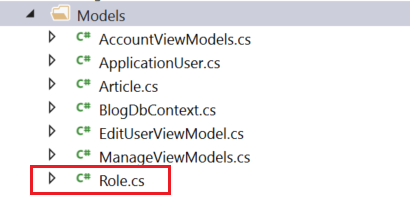 Models
C# AccountViewModels.cs
C# ApplicationUser.cs
C# Article.cs
C# BlogDbContext.cs
C# EditUserViewModel.cs
C# ManageViewModels.cs
C# Role.cs